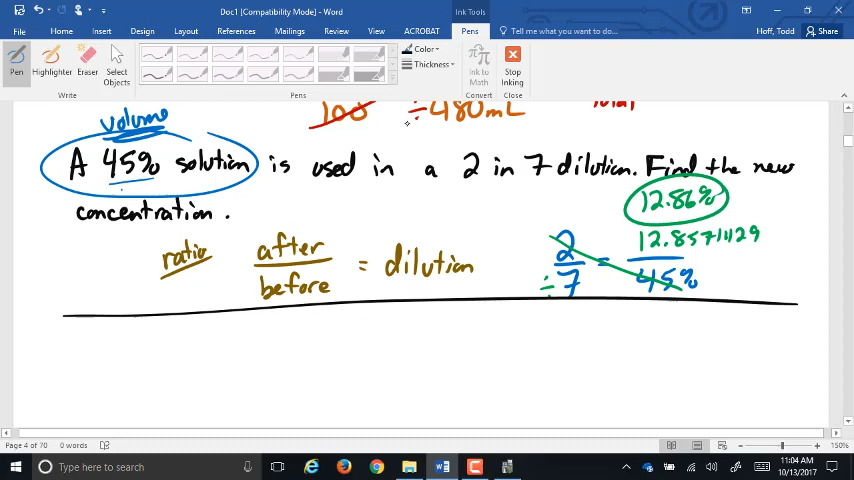 Doc1 [Compatibility Mode] - Word
Ink Tools
File Home Insert Draw Design Layout References Mailings Review View ACROBAT Pens Tell me what you want to do... Hoff, Todd Share
Pen Highlighter Eraser Select Objects
Color
Thickness
Ink to Math
Stop Inking
Write Pens Convert Close
100 ÷480mL Total
volume
A 45% solution is used in a 2 in 7 dilution. Find the new
concentration.
12.86%
ratio after/before = dilution
÷ 2/7 = 12.8571429/45%
Page 4 of 70 0 words 150%
Type here to search
11:04 AM
10/13/2017